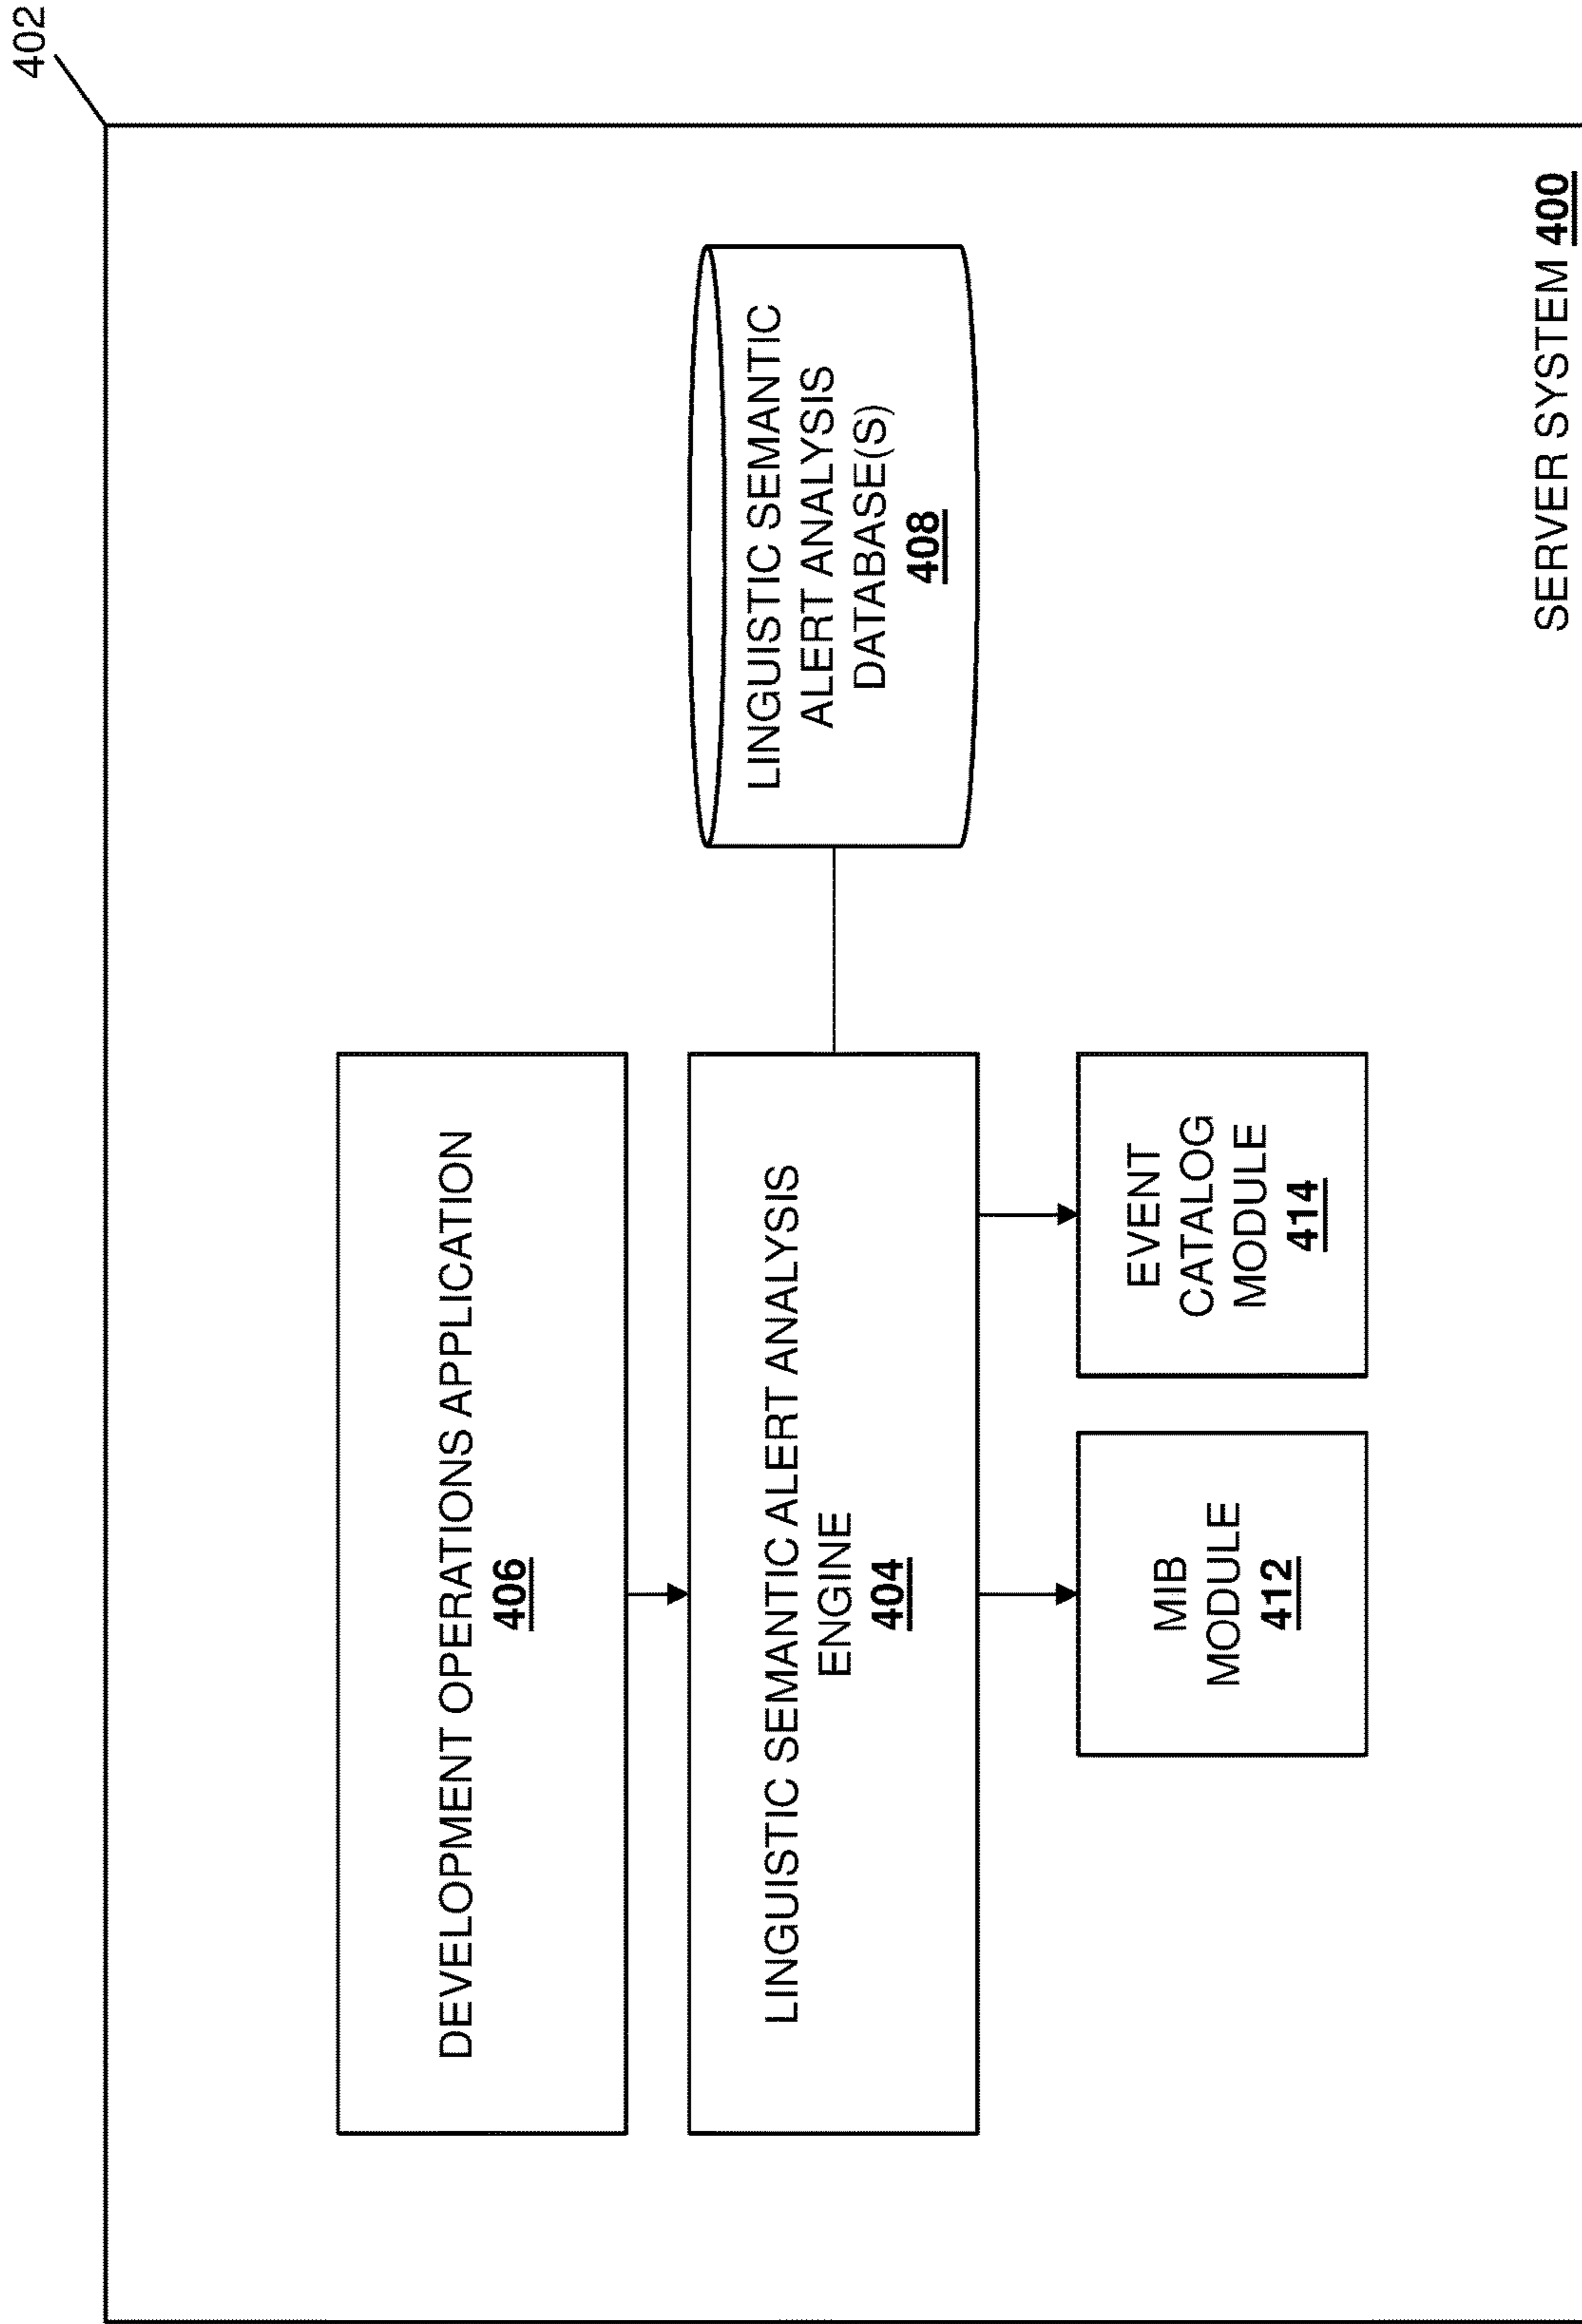 402
DEVELOPMENT OPERATIONS APPLICATION
406
LINGUISTIC SEMANTIC ALERT ANALYSIS
ENGINE
404
LINGUISTIC SEMANTIC
ALERT ANALYSIS
DATABASE(S)
408
MIB
MODULE
412
EVENT
CATALOG
MODULE
414
SERVER SYSTEM 400